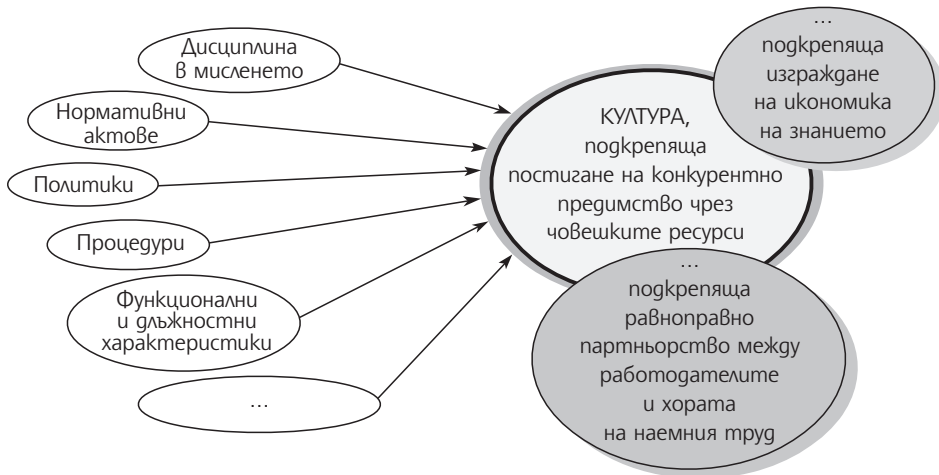 Дисциплина
в мисленето
Нормативни
актове
Политики
Процедури
Функционални
и длъжностни
характеристики
...
КУЛТУРА,
подкрепяща
постигане на конкурентно
предимство чрез
човешките ресурси
...
подкрепяща
изграждане
на икономика
на знанието
...
подкрепяща
равноправно
партньорство между
работодателите
и хората
на наемния труд